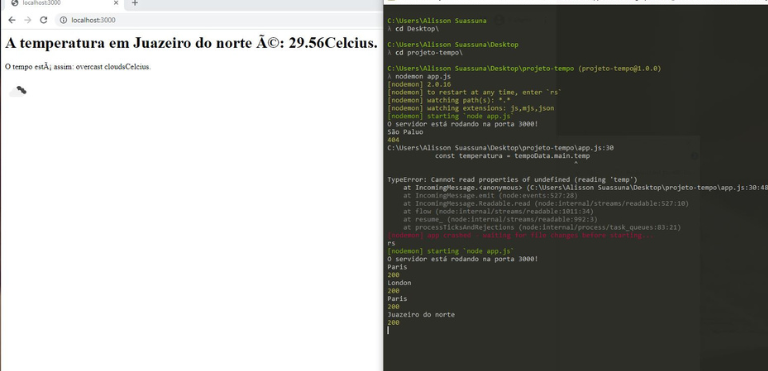 localhost:3000
localhost:3000
A temperatura em Juazeiro do norte Ã©: 29.56Celcius.
O tempo estÃ¡ assim: overcast cloudsCelcius.
C:\Users\Alisson Suassuna
λ cd Desktop\
C:\Users\Alisson Suassuna\Desktop
λ cd projeto-tempo\
C:\Users\Alisson Suassuna\Desktop\projeto-tempo (projeto-tempo@1.0.0)
λ nodemon app.js
[nodemon] 2.0.16
[nodemon] to restart at any time, enter `rs`
[nodemon] watching path(s): *.*
[nodemon] watching extensions: js,mjs,json
[nodemon] starting `node app.js`
O servidor está rodando na porta 3000!
São Paluo
404
C:\Users\Alisson Suassuna\Desktop\projeto-tempo\app.js:30
const temperatura = tempoData.main.temp
^
TypeError: Cannot read properties of undefined (reading 'temp')
at IncomingMessage.<anonymous> (C:\Users\Alisson Suassuna\Desktop\projeto-tempo\app.js:30:48
at IncomingMessage.emit (node:events:527:28)
at IncomingMessage.Readable.read (node:internal/streams/readable:527:10)
at flow (node:internal/streams/readable:1011:34)
at resume_ (node:internal/streams/readable:992:3)
at processTicksAndRejections (node:internal/process/task_queues:83:21)
[nodemon] app crashed - waiting for file changes before starting...
rs
[nodemon] starting `node app.js`
O servidor está rodando na porta 3000!
Paris
200
London
200
Paris
200
Juazeiro do norte
200